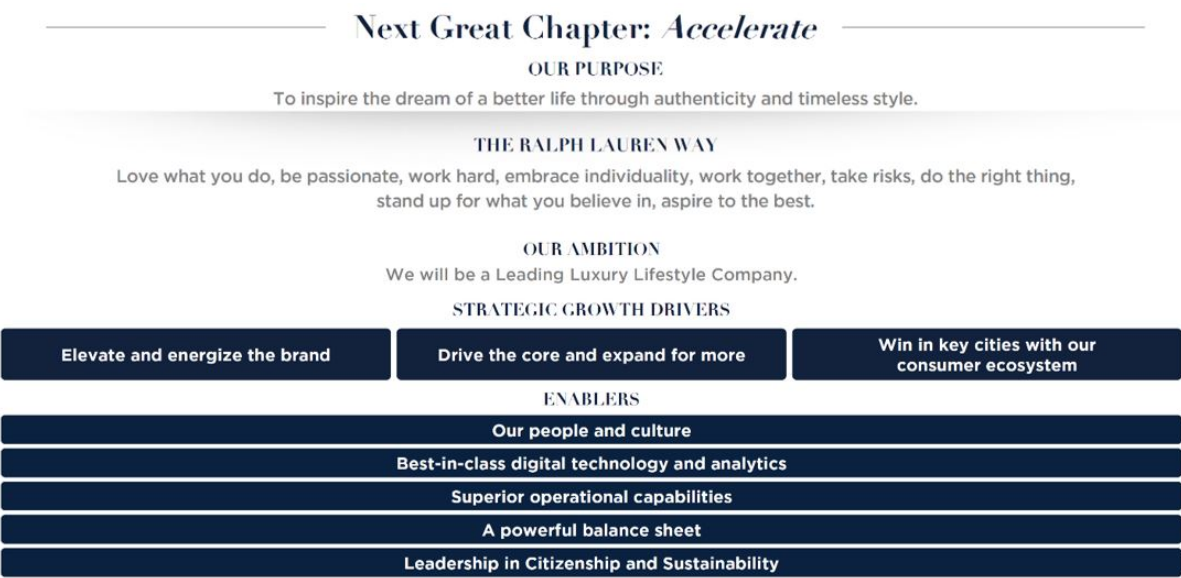 Next Great Chapter: Accelerate
OUR PURPOSE
To inspire the dream of a better life through authenticity and timeless style.
THE RALPH LAUREN WAY
Love what you do, be passionate, work hard, embrace individuality, work together, take risks, do the right thing,
stand up for what you believe in, aspire to the best.
OUR AMBITION
We will be a Leading Luxury Lifestyle Company.
STRATEGIC GROWTH DRIVERS
Elevate and energize the brand
Drive the core and expand for more
Win in key cities with our
consumer ecosystem
ENABLERS
Our people and culture
Best-in-class digital technology and analytics
Superior operational capabilities
A powerful balance sheet
Leadership in Citizenship and Sustainability